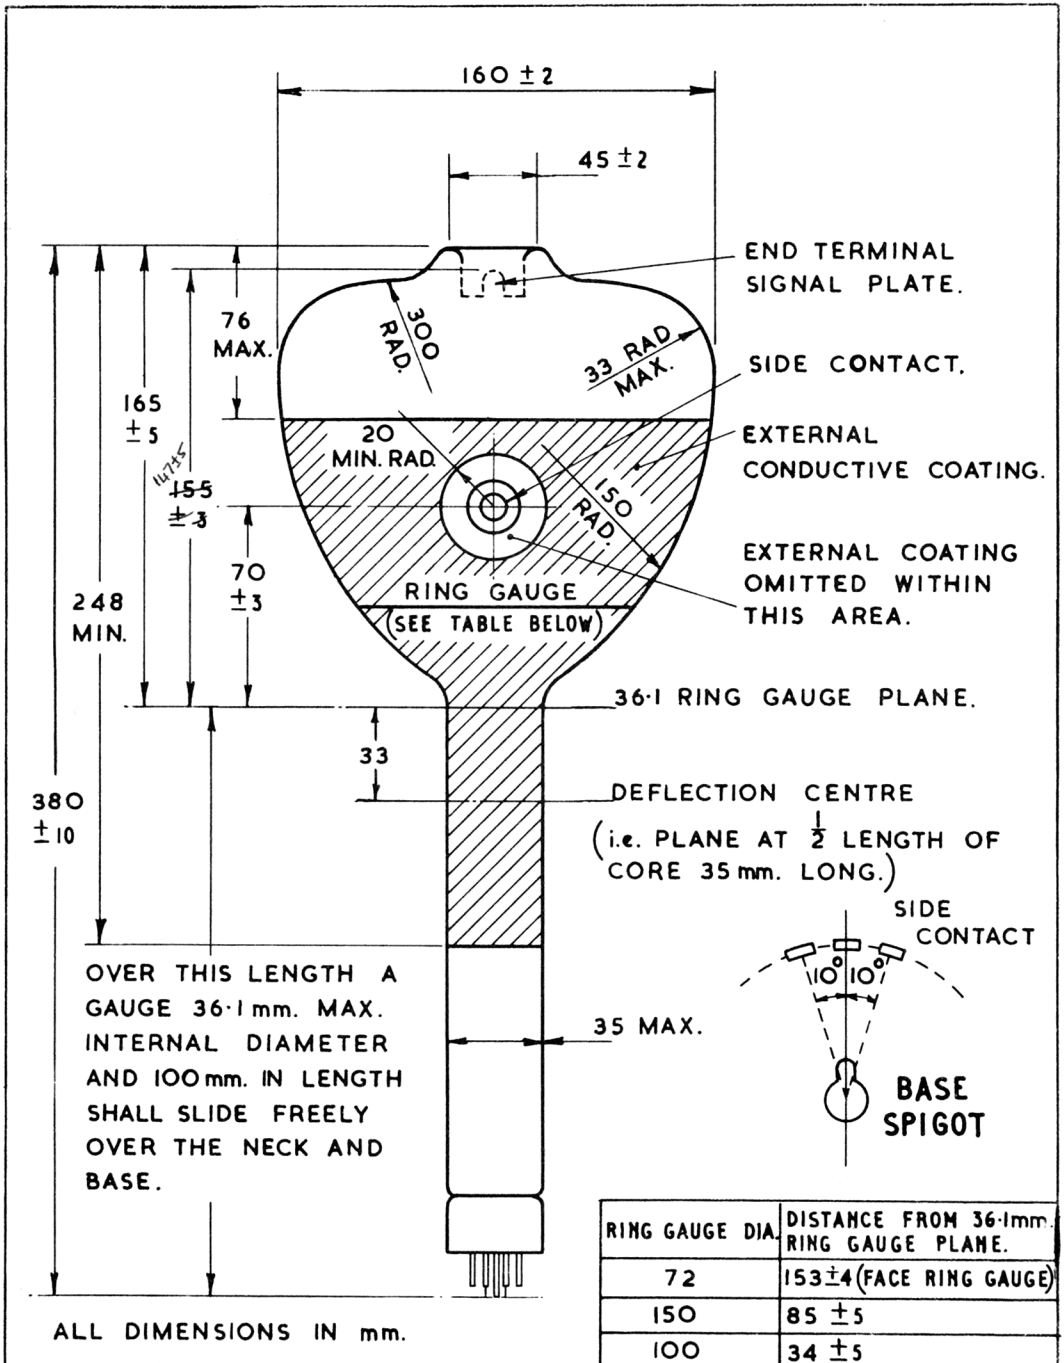 160 ± 2
45 ± 2
END TERMINAL
SIGNAL PLATE.
76
MAX.
300
RAD.
33 RAD
MAX.
SIDE CONTACT.
165
± 5
20
MIN. RAD.
EXTERNAL
CONDUCTIVE COATING.
147±5
155
± 3
150
RAD.
70
± 3
EXTERNAL COATING
OMITTED WITHIN
THIS AREA.
RING GAUGE
(SEE TABLE BELOW)
248
MIN.
36·1 RING GAUGE PLANE.
33
380
± 10
DEFLECTION CENTRE
(i.e. PLANE AT 1/2 LENGTH OF
CORE 35 mm. LONG.)
SIDE
CONTACT
10° 10°
OVER THIS LENGTH A
GAUGE 36·1 mm. MAX.
INTERNAL DIAMETER
AND 100 mm. IN LENGTH
SHALL SLIDE FREELY
OVER THE NECK AND
BASE.
35 MAX.
BASE
SPIGOT
RING GAUGE DIA. DISTANCE FROM 36·1mm.
RING GAUGE PLANE.
72 153±4 (FACE RING GAUGE)
150 85 ± 5
100 34 ± 5
ALL DIMENSIONS IN mm.